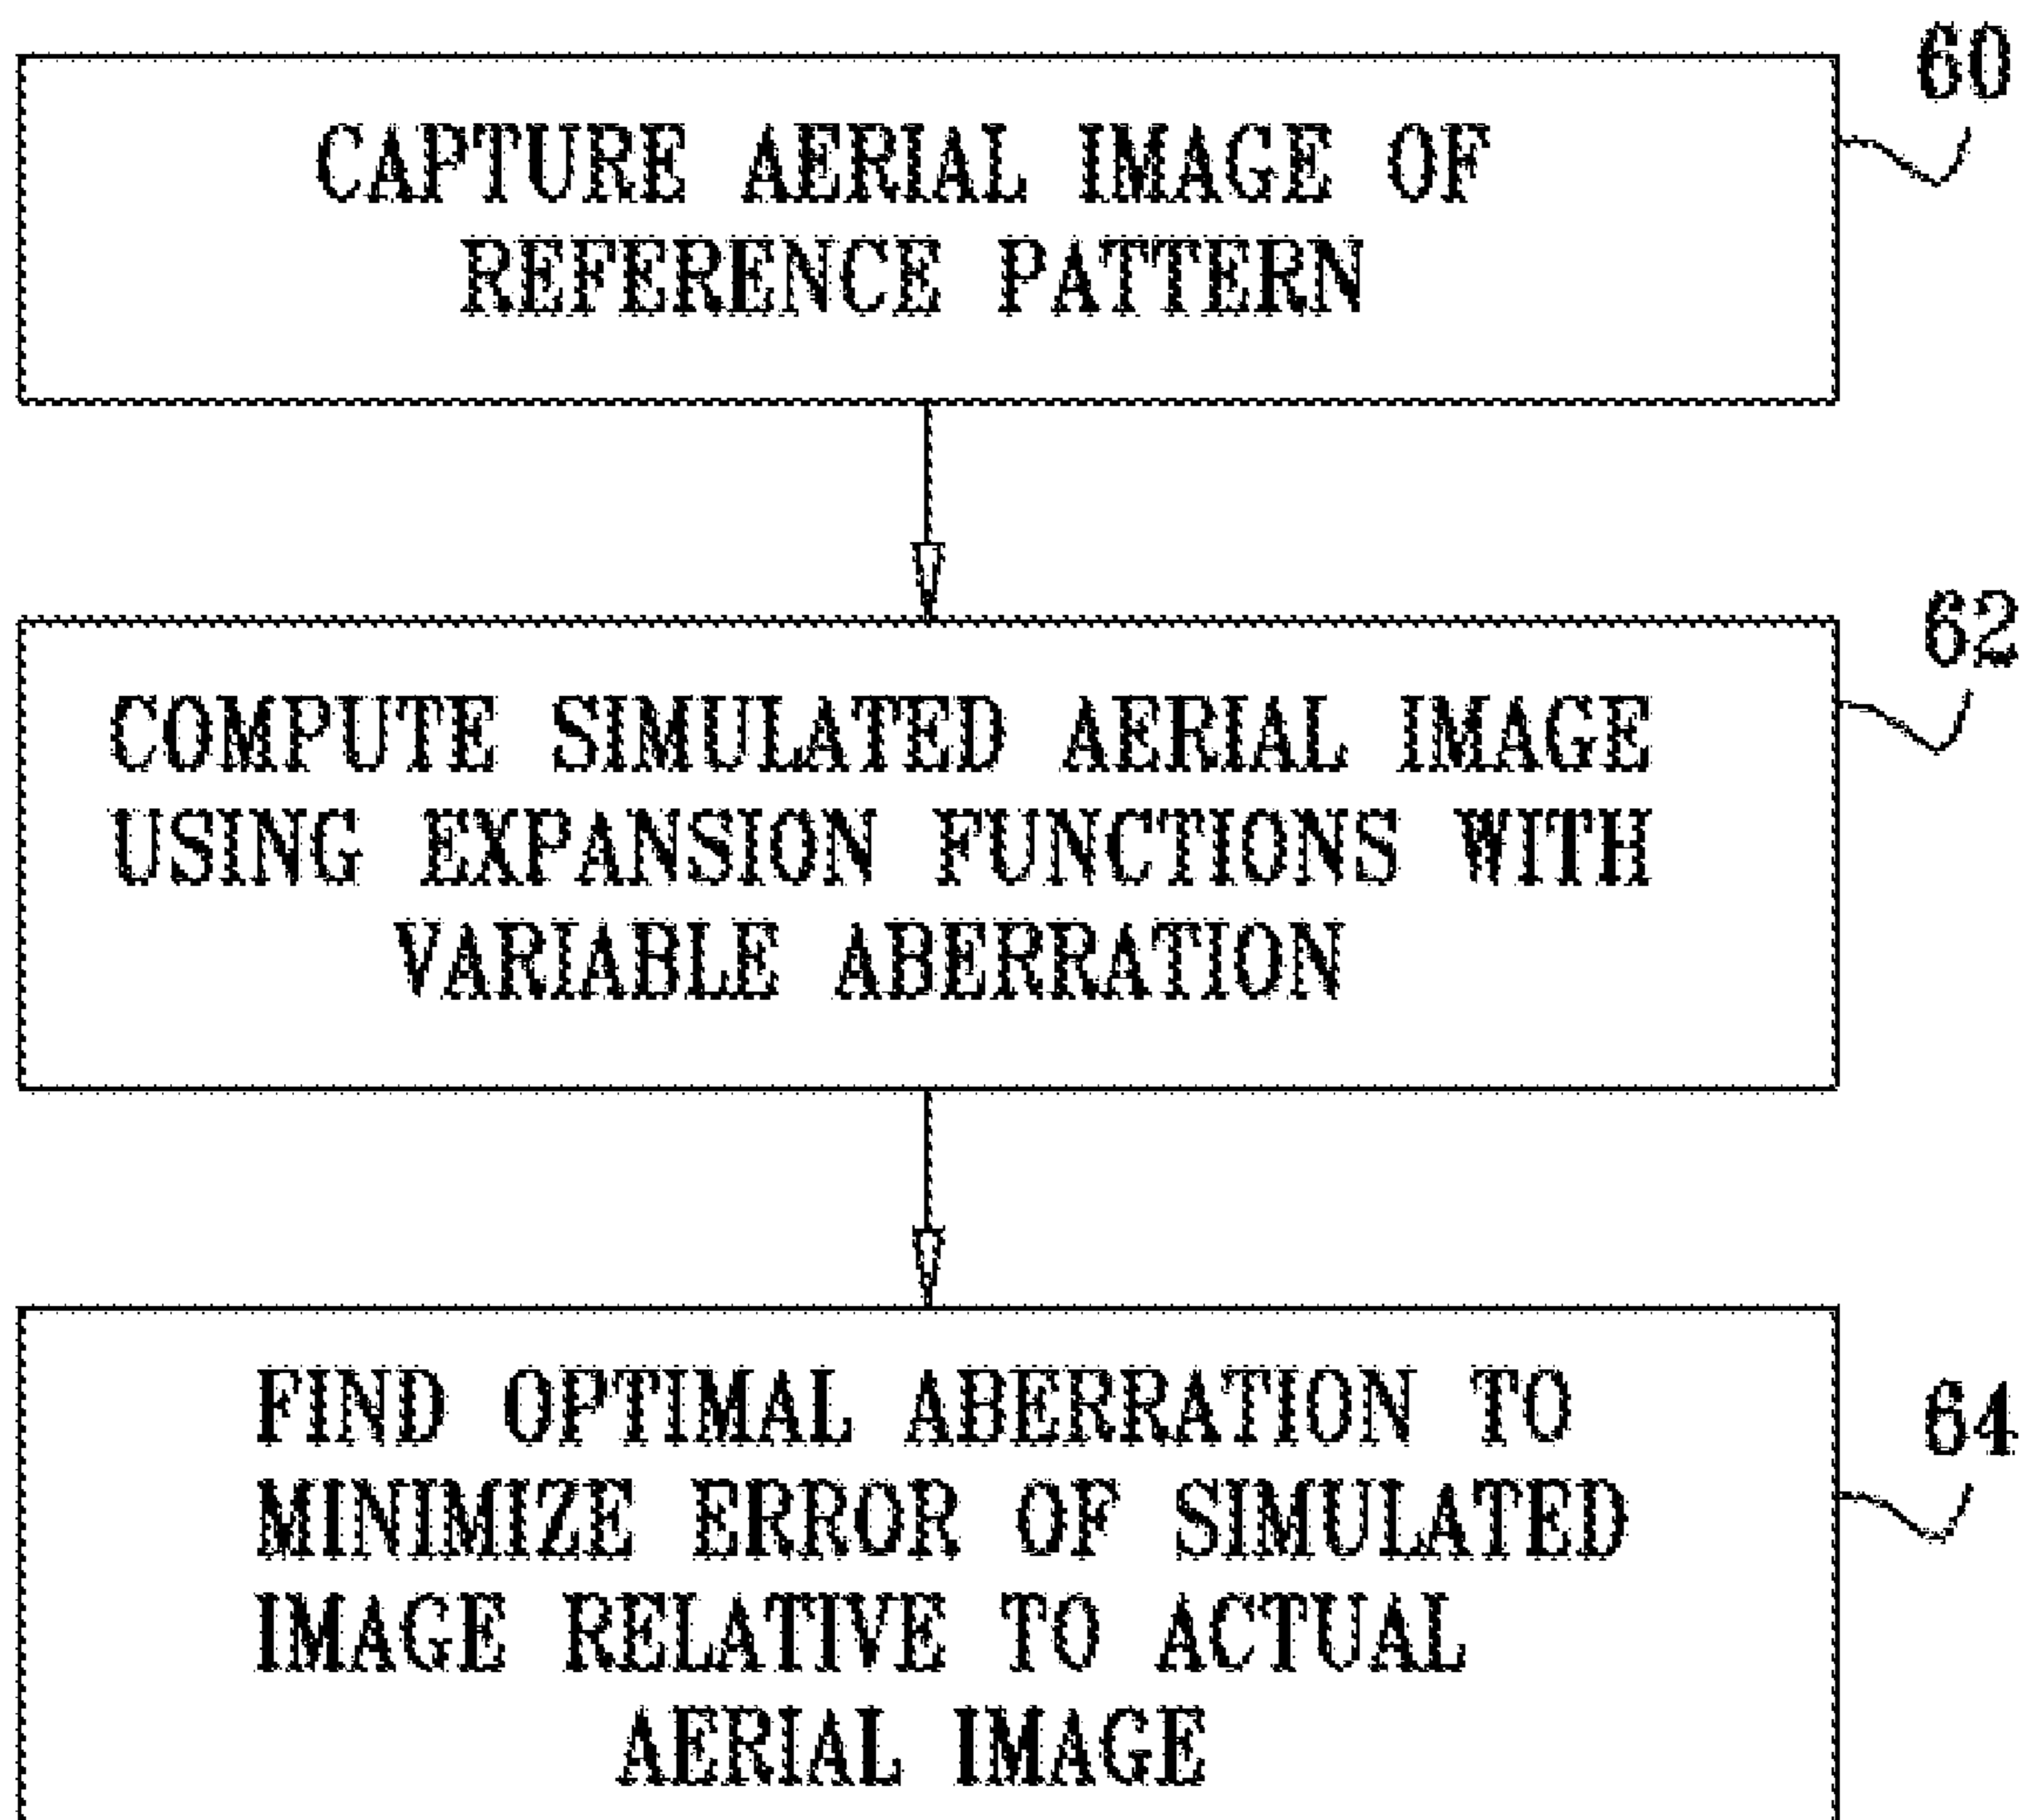 60
CAPTURE AERIAL IMAGE OF
REFERENCE PATTERN
62
COMPUTE SIMULATED AERIAL IMAGE
USING EXPANSION FUNCTIONS WITH
VARIABLE ABERRATION
64
FIND OPTIMAL ABERRATION TO
MINIMIZE ERROR OF SIMULATED
IMAGE RELATIVE TO ACTUAL
AERIAL IMAGE